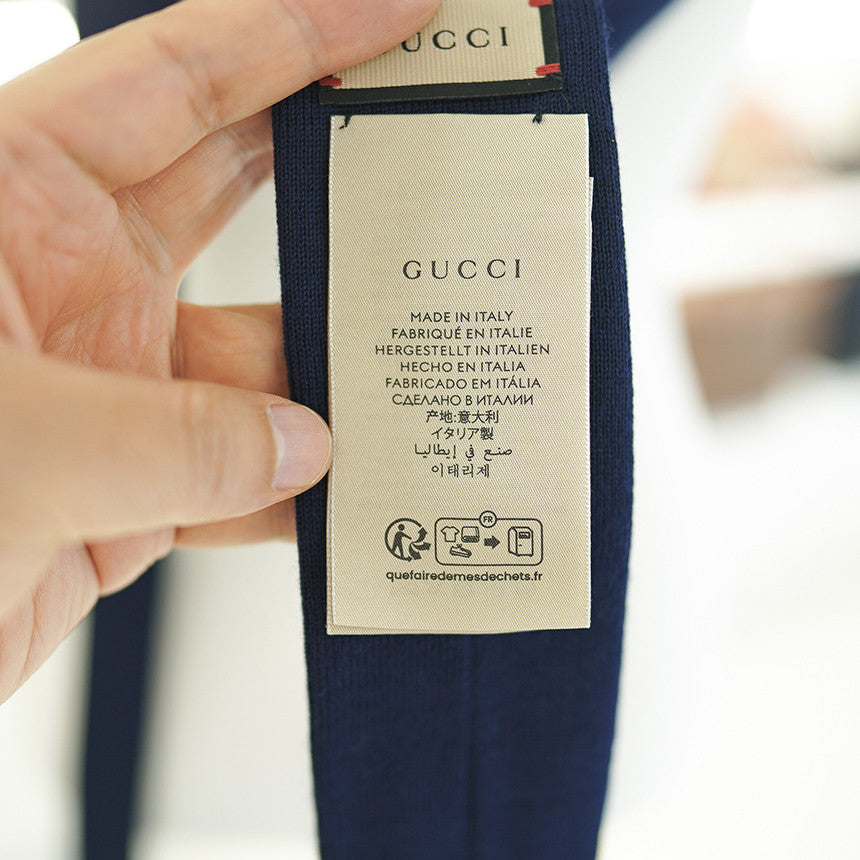 GUCCI
GUCCI
MADE IN ITALY
FABRIQUÉ EN ITALIE
HERGESTELLT IN ITALIEN
HECHO EN ITALIA
FABRICADO EM ITÁLIA
СДЕЛАНО В ИТАЛИИ
产地:意大利
イタリア製
صنع في إيطاليا
이태리제
FR
quefairedemesdechets.fr